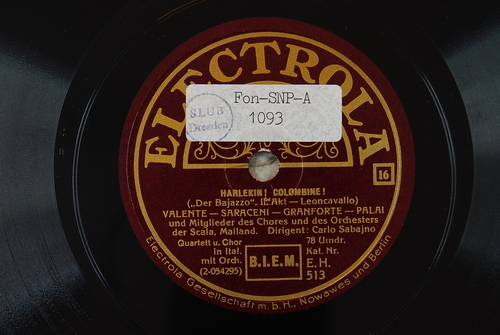 ELECTROLA
Fon-SNP-A
1093
SLUB
Dresden
16
HARLEKIN! COLOMBINE!
(„Der Bajazzo“, II. Akt — Leoncavallo)
VALENTE — SARACENI — GRANFORTE — PALAI
und Mitglieder des Chores und des Orchesters
der Scala, Mailand. Dirigent: Carlo Sabajno
Quartett u. Chor
in Ital.
mit Orch.
(2-054295)
B.I.E.M.
78 Umdr.
Kat. Nr.
E.H.
513
Electrola Gesellschaft m.b.H., Nowawes und Berlin